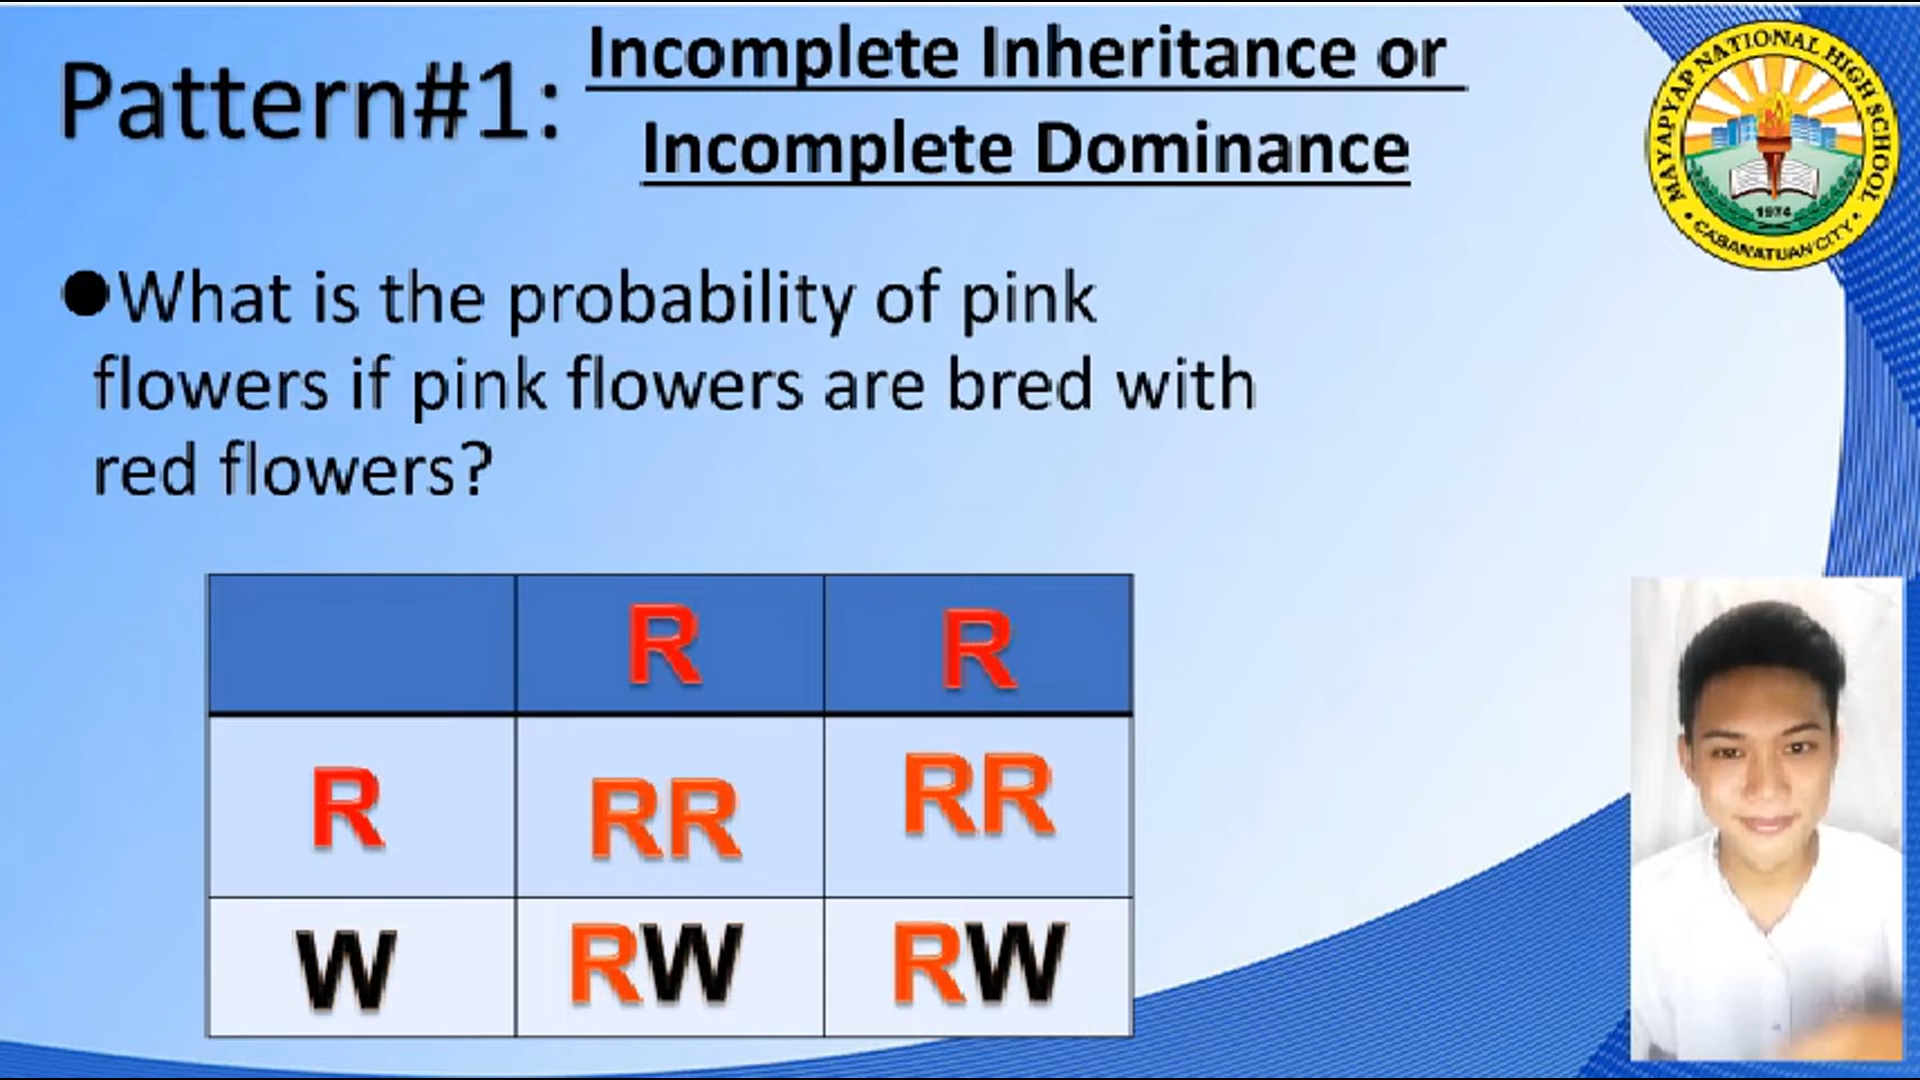 Pattern#1:
Incomplete Inheritance or
Incomplete Dominance
MAYAPYAP NATIONAL HIGH SCHOOL
1974
CABANATUAN CITY
●What is the probability of pink
flowers if pink flowers are bred with
red flowers?
R R
R RR RR
W RW RW